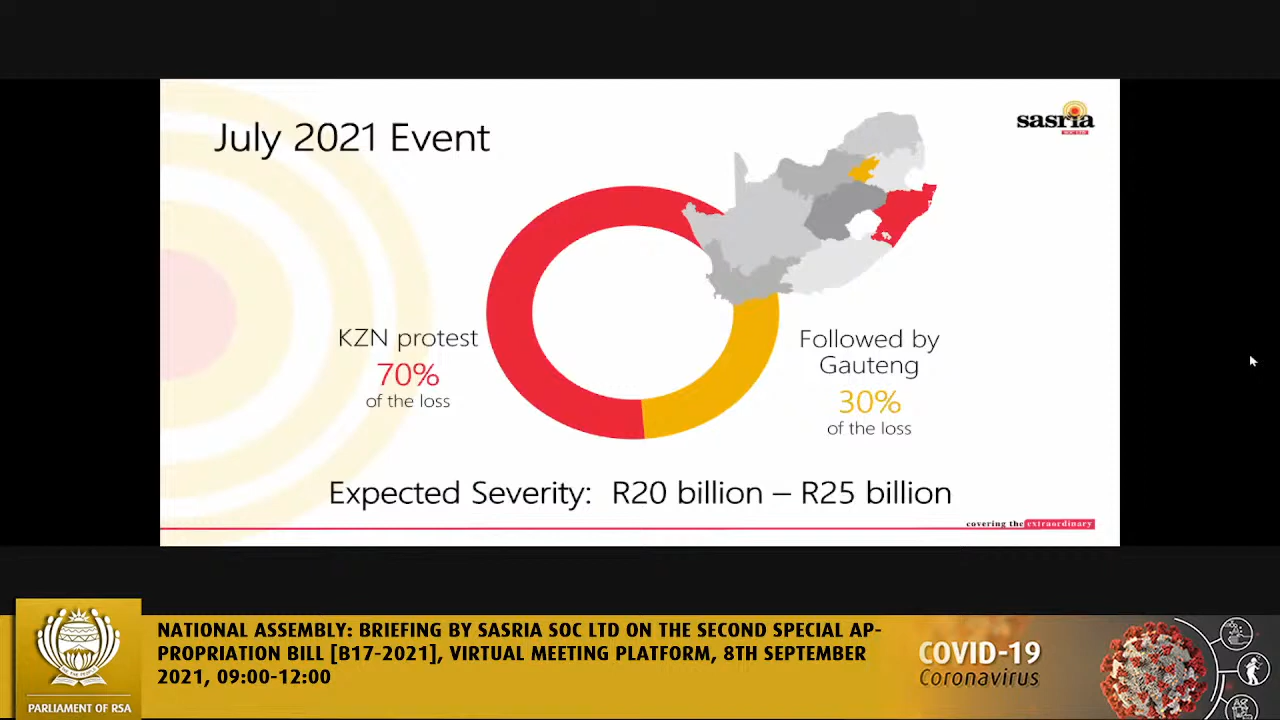 July 2021 Event
sasria
SOC LTD
KZN protest
70%
of the loss
Followed by
Gauteng
30%
of the loss
Expected Severity: R20 billion – R25 billion
covering the extraordinary
NATIONAL ASSEMBLY: BRIEFING BY SASRIA SOC LTD ON THE SECOND SPECIAL AP-
PROPRIATION BILL [B17-2021], VIRTUAL MEETING PLATFORM, 8TH SEPTEMBER
2021, 09:00-12:00
PARLIAMENT OF RSA
COVID-19
Coronavirus